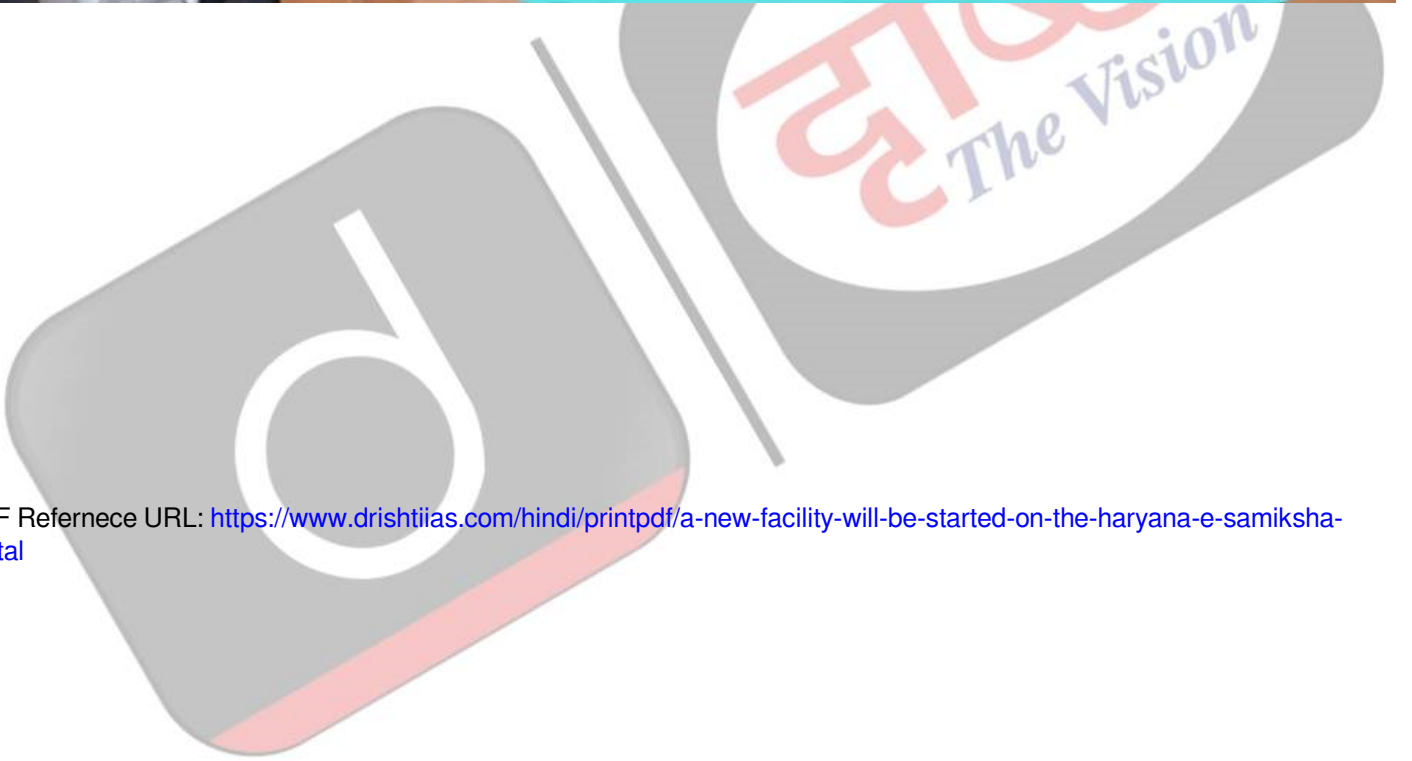 The Vision
F Refernece URL: https://www.drishtiias.com/hindi/printpdf/a-new-facility-will-be-started-on-the-haryana-e-samiksha-
tal